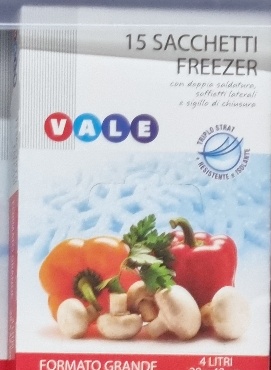 15 SACCHETTI
FREEZER
con doppia saldatura,
soffietti laterali
e sigillo di chiusura
VALE
TRIPLO STRAT
RESISTENTE ISOLANTE
FORMATO GRANDE
4 LITRI